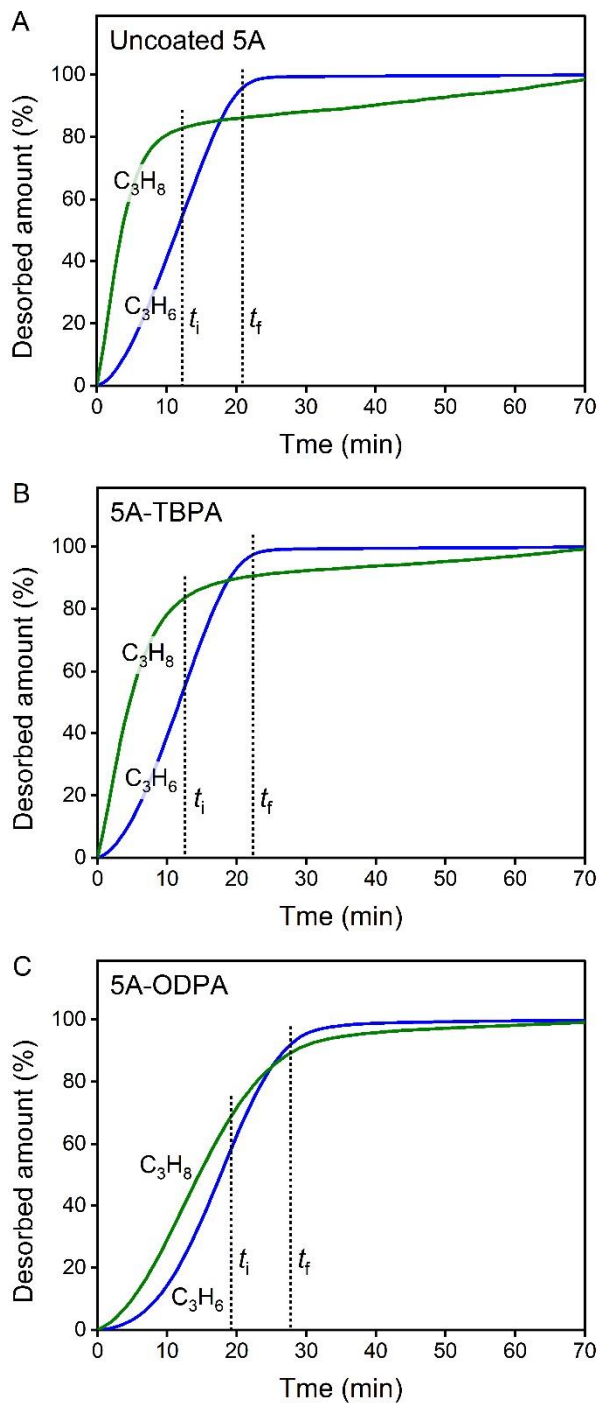 A
Uncoated 5A
Desorbed amount (%)
100
80
60
40
20
0
C₃H₈
C₃H₆
tᵢ
t_f
0 10 20 30 40 50 60 70
Tme (min)
B
5A-TBPA
Desorbed amount (%)
100
80
60
40
20
0
C₃H₈
C₃H₆
tᵢ
t_f
0 10 20 30 40 50 60 70
Tme (min)
C
5A-ODPA
Desorbed amount (%)
100
80
60
40
20
0
C₃H₈
C₃H₆
tᵢ
t_f
0 10 20 30 40 50 60 70
Tme (min)